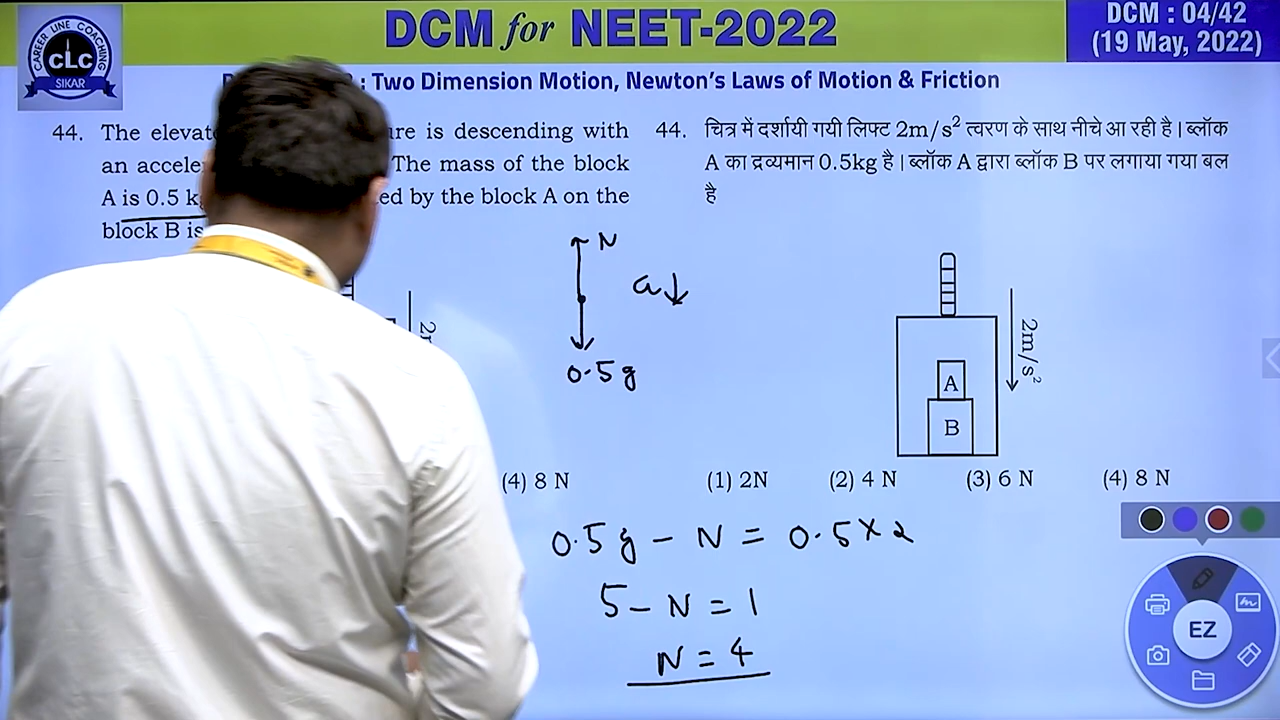 DCM for NEET-2022
DCM : 04/42
(19 May, 2022)
CAREER LINE COACHING
CLC
SIKAR
: Two Dimension Motion, Newton's Laws of Motion & Friction
44. The is descending with
an The mass of the block
A is 0.5 by the block A on the
block B is
44. चित्र में दर्शायी गयी लिफ्ट 2m/s² त्वरण के साथ नीचे आ रही है। ब्लॉक
A का द्रव्यमान 0.5kg है। ब्लॉक A द्वारा ब्लॉक B पर लगाया गया बल
है
N
a
0.5g
2m/s²
A
B
(4) 8 N
(1) 2N (2) 4 N (3) 6 N (4) 8 N
0.5g - N = 0.5×2
5 - N = 1
N = 4
EZ